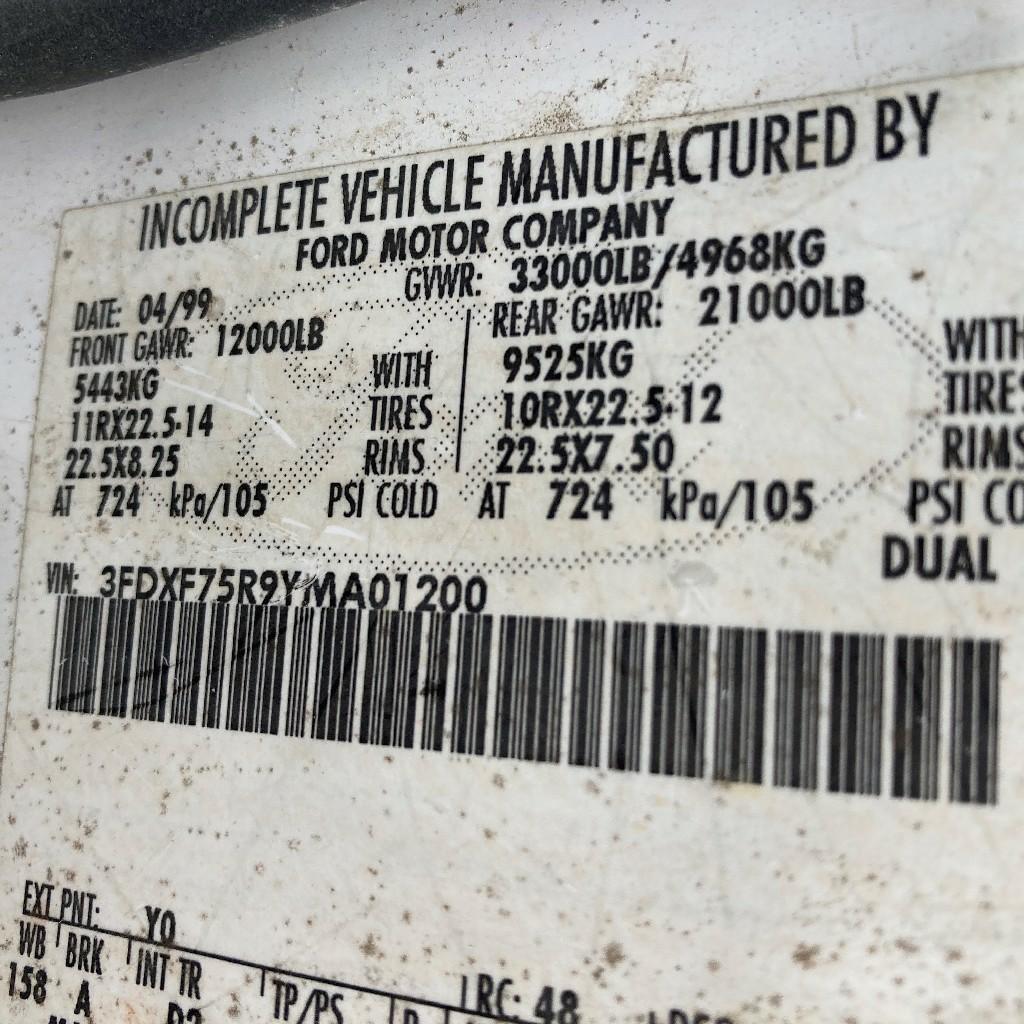 INCOMPLETE VEHICLE MANUFACTURED BY
FORD MOTOR COMPANY
DATE: 04/99 GVWR: 33000LB/4968KG
FRONT GAWR: 12000LB REAR GAWR: 21000LB
5443KG WITH 9525KG WITH
11RX22.5-14 TIRES 10RX22.5-12 TIRES
22.5X8.25 RIMS 22.5X7.50 RIMS
AT 724 kPa/105 PSI COLD AT 724 kPa/105 PSI CO
DUAL
VIN: 3FDXF75R9YMA01200
EXT PNT: YO RC: 48
WB BRK INT TR TP/PS R
158 A